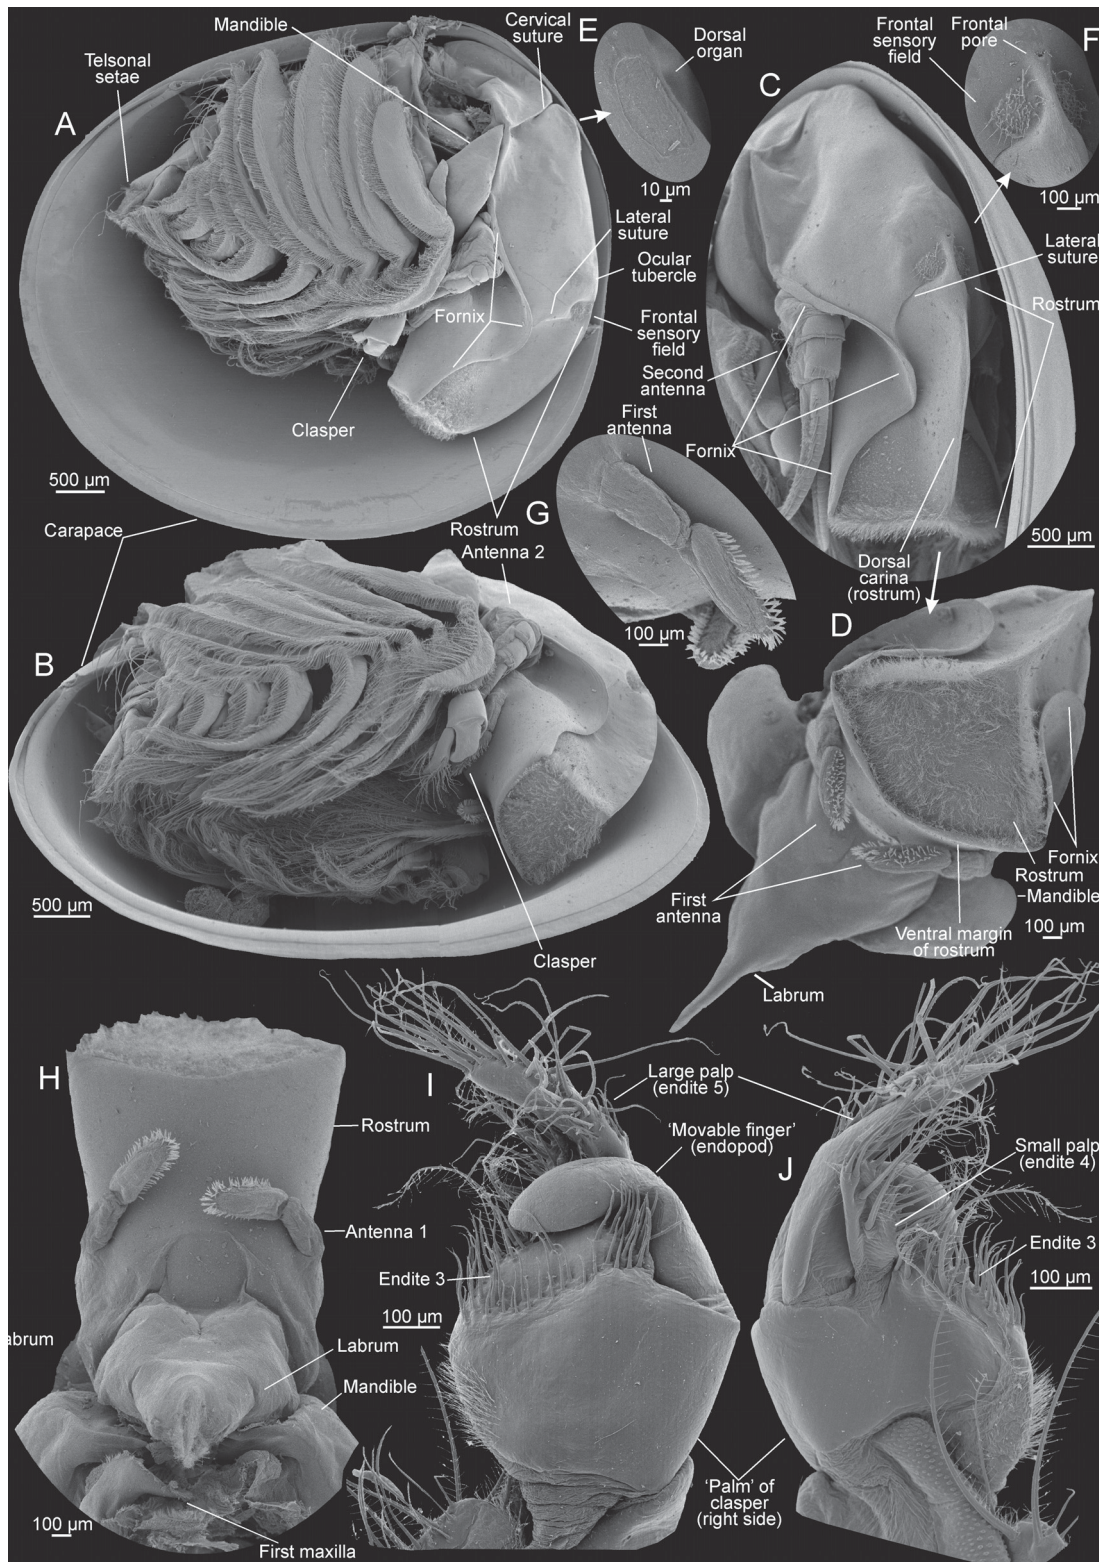 Mandible
Cervical
suture
E
Dorsal
organ
Frontal
sensory
field
Frontal
pore
F
Telsonal
setae
A
C
10 µm
100 µm
Lateral
suture
Ocular
tubercle
Lateral
suture
Rostrum
Fornix
Frontal
sensory
field
Second
antenna
Clasper
First
antenna
Fornix
500 µm
Carapace
Rostrum
Antenna 2
G
500 µm
Dorsal
carina
(rostrum)
100 µm
D
B
First
antenna
Fornix
Rostrum
Mandible
500 µm
Ventral margin
of rostrum
100 µm
Clasper
Labrum
H
I
Large palp
(endite 5)
Rostrum
'Movable finger'
(endopod)
J
Small palp
(endite 4)
Antenna 1
Endite 3
Endite 3
100 µm
100 µm
abrum
Labrum
Mandible
'Palm' of
clasper
(right side)
100 µm
First maxilla